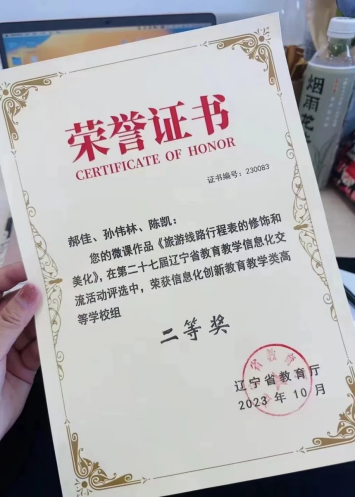 荣誉证书
CERTIFICATE OF HONOR
证书编号：230083
郝佳、孙伟林、陈凯：
您的微课作品《旅游线路行程表的修饰和
美化》，在第二十七届辽宁省教育教学信息化交
流活动评选中，荣获信息化创新教育教学类高
等学校组
二等奖
辽宁省教育厅
2023 年 10 月
烟雨